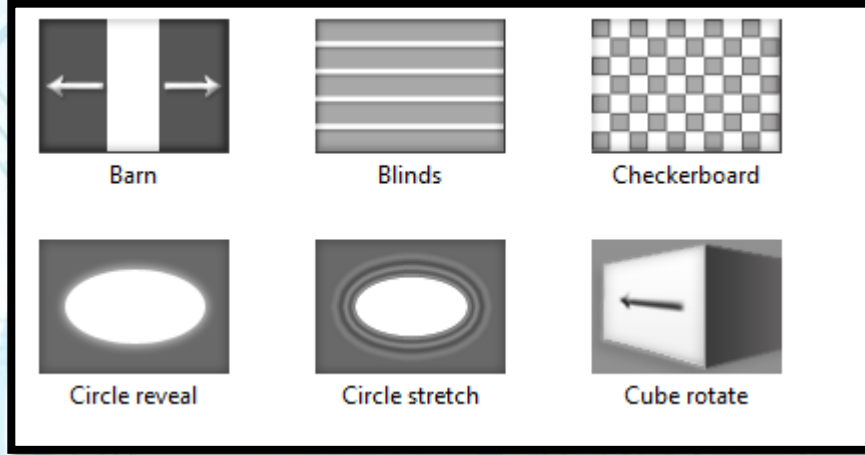 Barn
Blinds
Checkerboard
Circle reveal
Circle stretch
Cube rotate